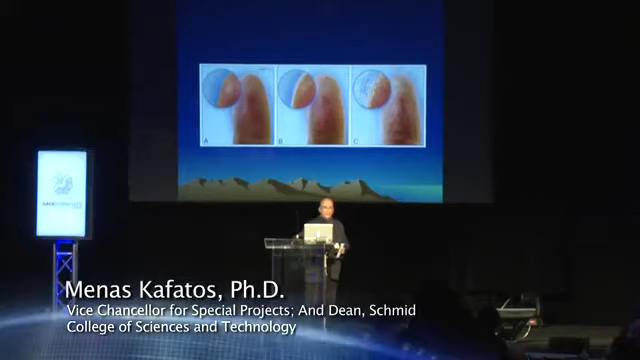 A
B
C
Menas Kafatos, Ph.D.
Vice Chancellor for Special Projects; And Dean, Schmid
College of Sciences and Technology